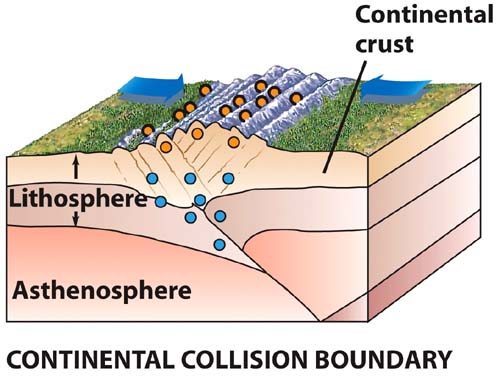 Continental
crust
Lithosphere
Asthenosphere
CONTINENTAL COLLISION BOUNDARY